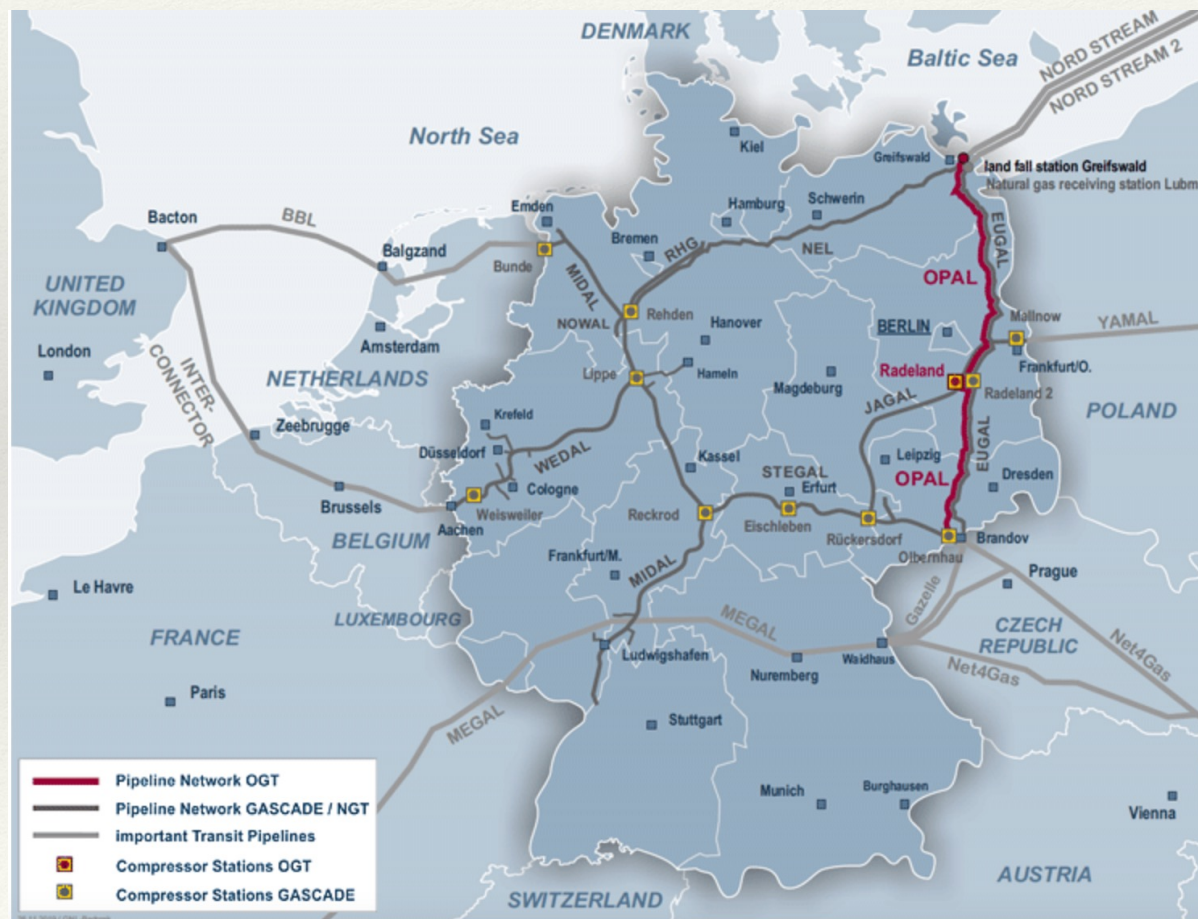 DENMARK
Baltic Sea
NORD STREAM
NORD STREAM 2
North Sea
Kiel
Greifswald
land fall station Greifswald
Natural gas receiving station Lubm
Bacton
BBL
Emden
Hamburg
Schwerin
Balgzand
Bunde
Bremen
RHG
NEL
EUGAL
UNITED
KINGDOM
MIDAL
OPAL
NOWAL
Rehden
Hanover
BERLIN
Mallnow
YAMAL
London
INTER-
CONNECTOR
Amsterdam
NETHERLANDS
Lippe
Hameln
Magdeburg
Radeland
Frankfurt/O.
Radeland 2
JAGAL
POLAND
Krefeld
Zeebrugge
Düsseldorf
WEDAL
Kassel
STEGAL
Leipzig
EUGAL
OPAL
Dresden
Brussels
Cologne
Erfurt
Weisweiler
Aachen
Reckrod
Eischleben
Rückersdorf
BELGIUM
Olbernhau
Brandov
Frankfurt/M.
MIDAL
Prague
Le Havre
Gazelle
LUXEMBOURG
MEGAL
CZECH
REPUBLIC
Net4Gas
FRANCE
Ludwigshafen
Nuremberg
Waidhaus
Net4Gas
Paris
MEGAL
Stuttgart
Munich
Burghausen
Vienna
AUSTRIA
SWITZERLAND
Pipeline Network OGT
Pipeline Network GASCADE / NGT
important Transit Pipelines
Compressor Stations OGT
Compressor Stations GASCADE